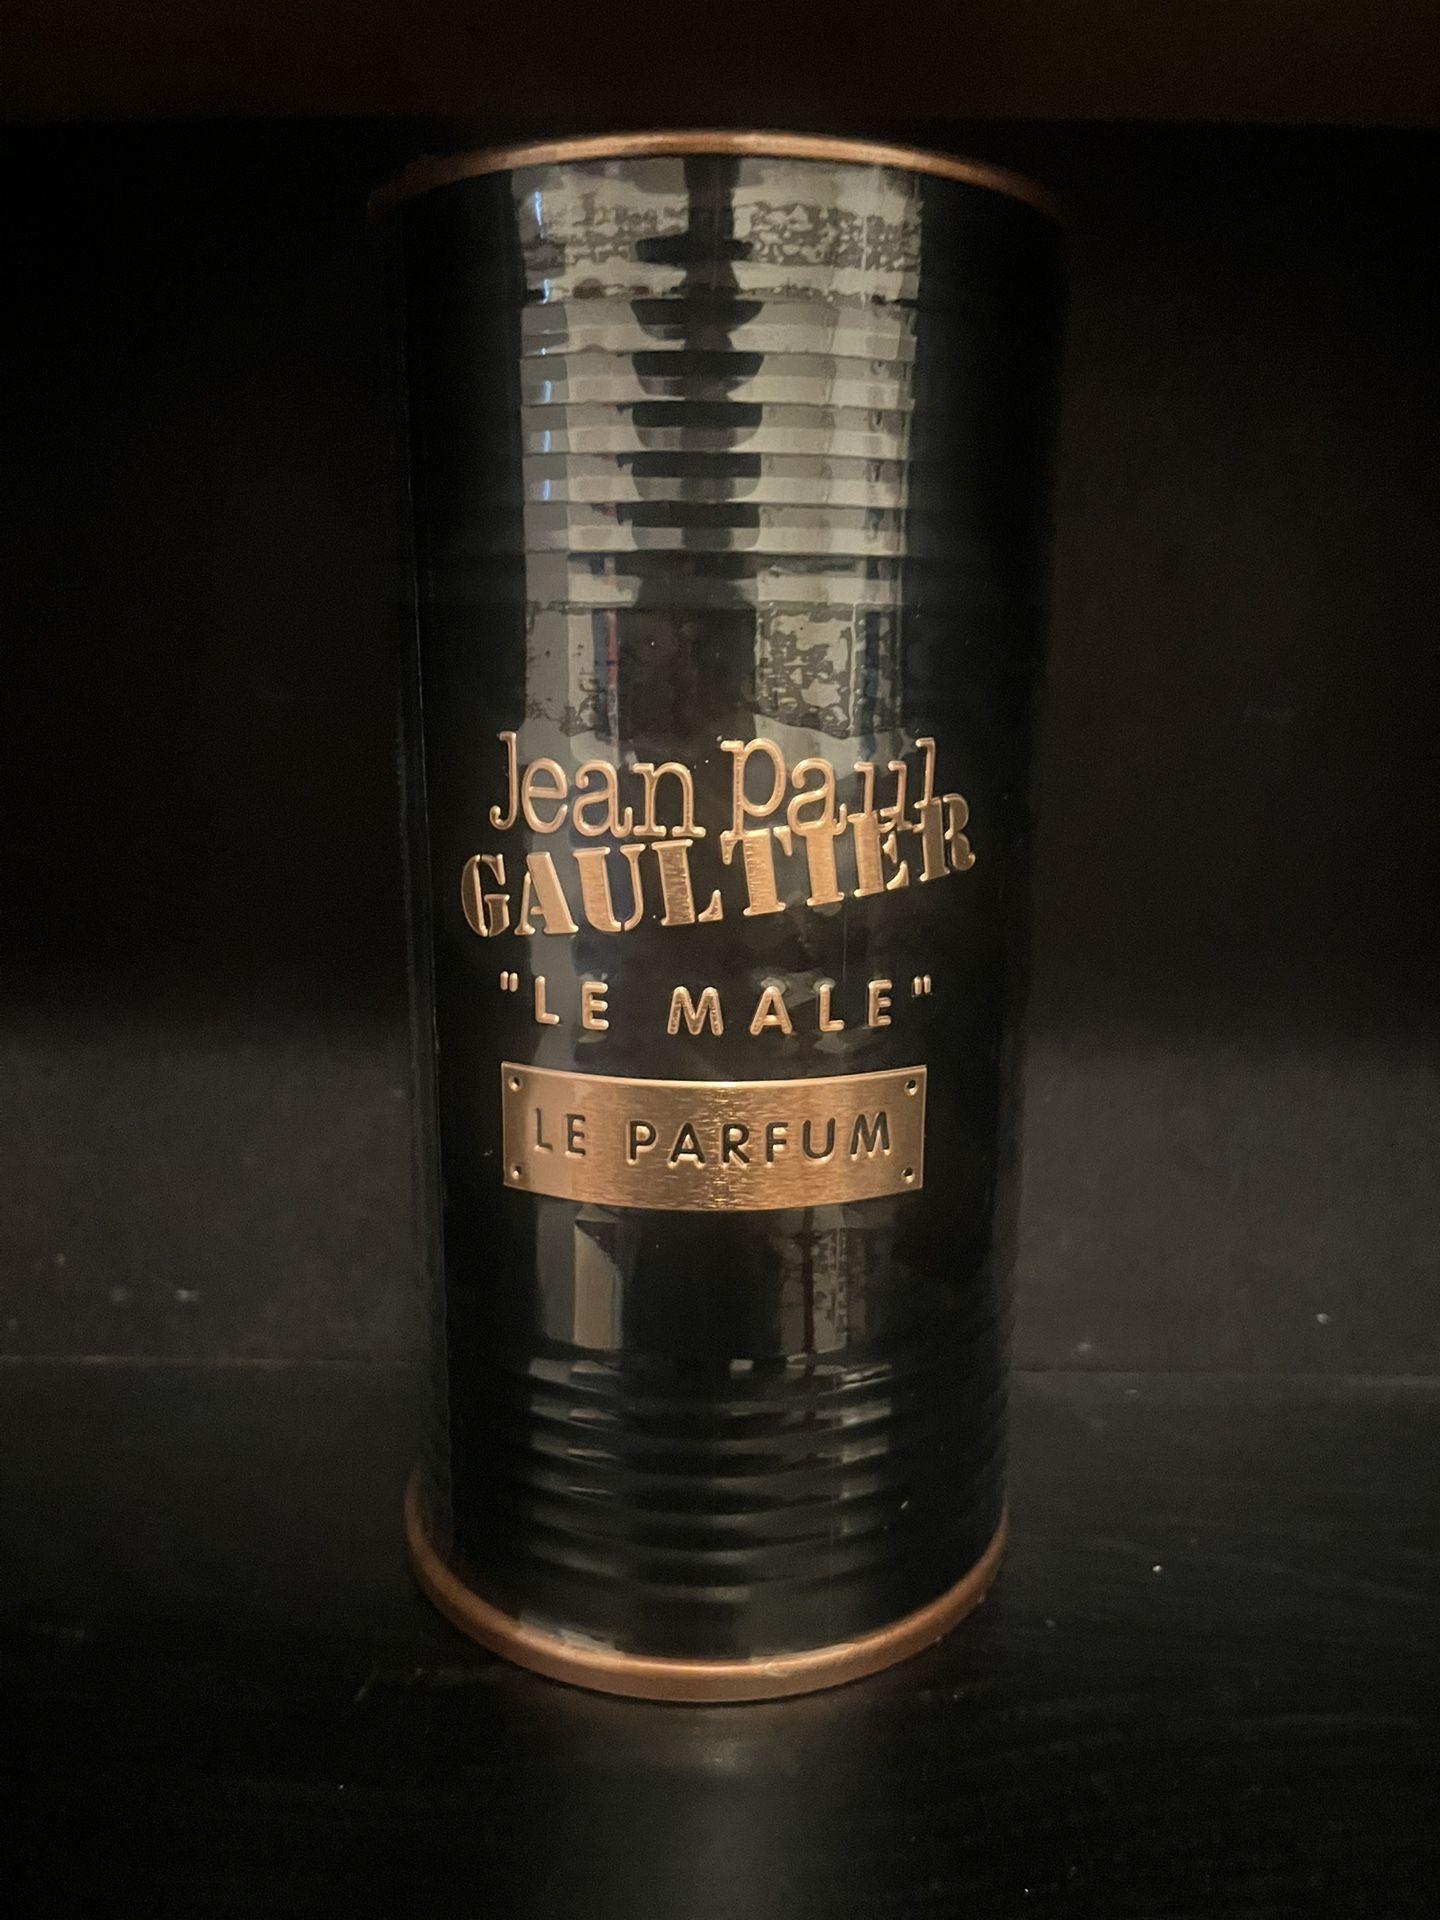 Jean Paul
GAULTIER
"LE MALE"
LE PARFUM